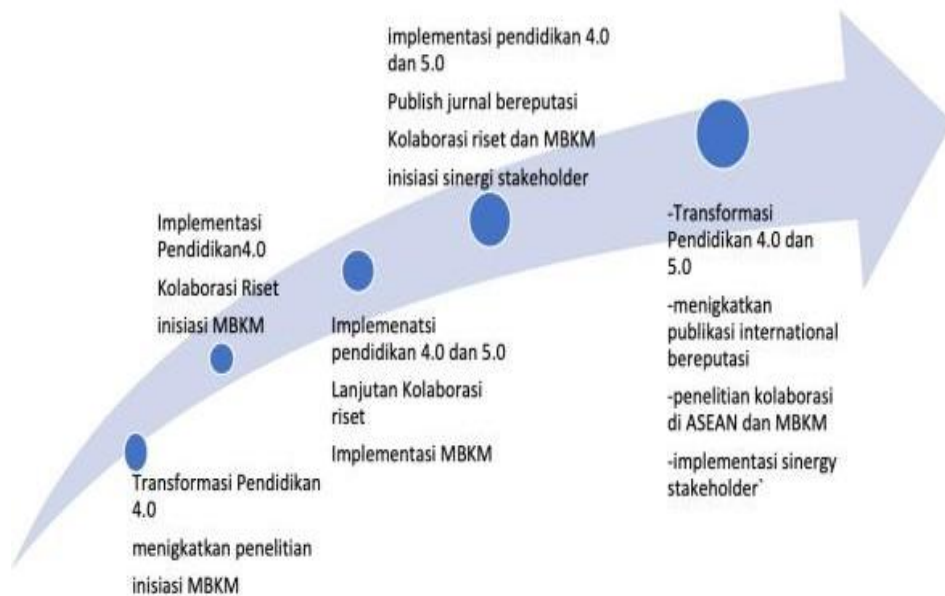 Transformasi Pendidikan
4.0
menigkatkan penelitian
inisiasi MBKM
Implementasi
Pendidikan4.0
Kolaborasi Riset
inisiasi MBKM
Implemenatsi
pendidikan 4.0 dan 5.0
Lanjutan Kolaborasi
riset
Implementasi MBKM
implementasi pendidikan 4.0
dan 5.0
Publish jurnal bereputasi
Kolaborasi riset dan MBKM
inisiasi sinergi stakeholder
-Transformasi
Pendidikan 4.0 dan
5.0
-menigkatkan
publikasi international
bereputasi
-penelitian kolaborasi
di ASEAN dan MBKM
-implementasi sinergy
stakeholder`